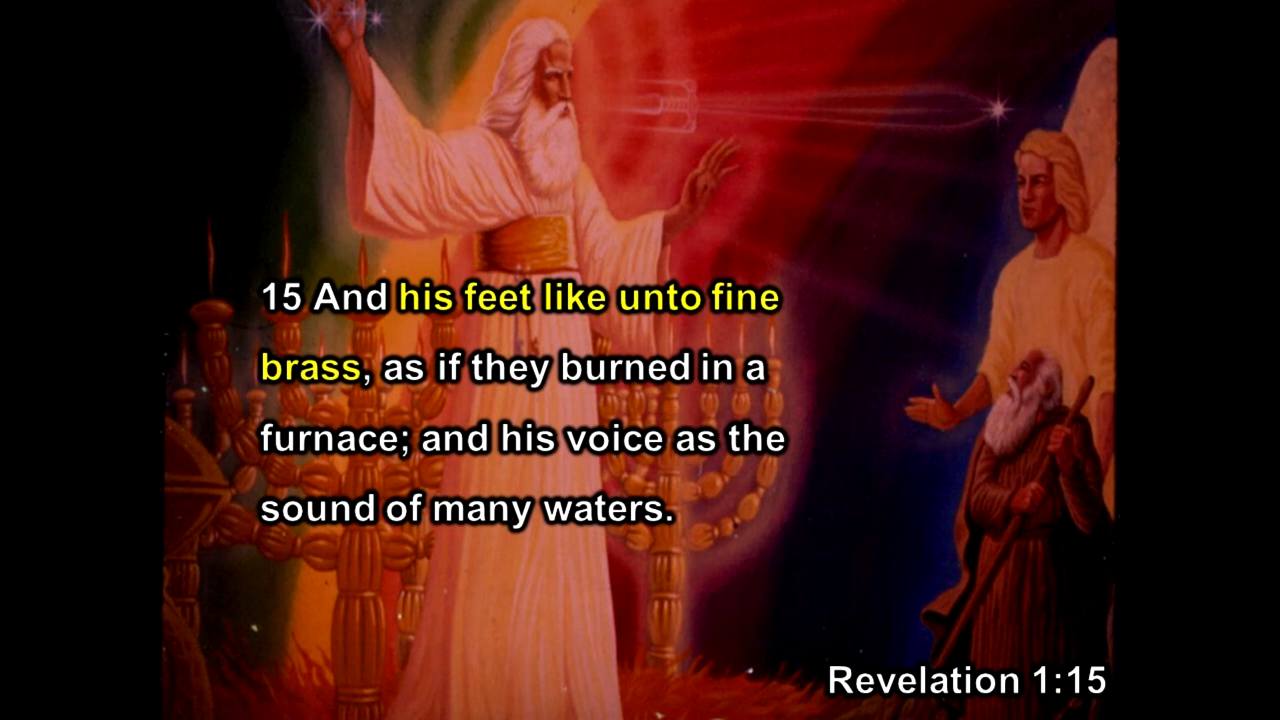 15 And his feet like unto fine
brass, as if they burned in a
furnace; and his voice as the
sound of many waters.
Revelation 1:15